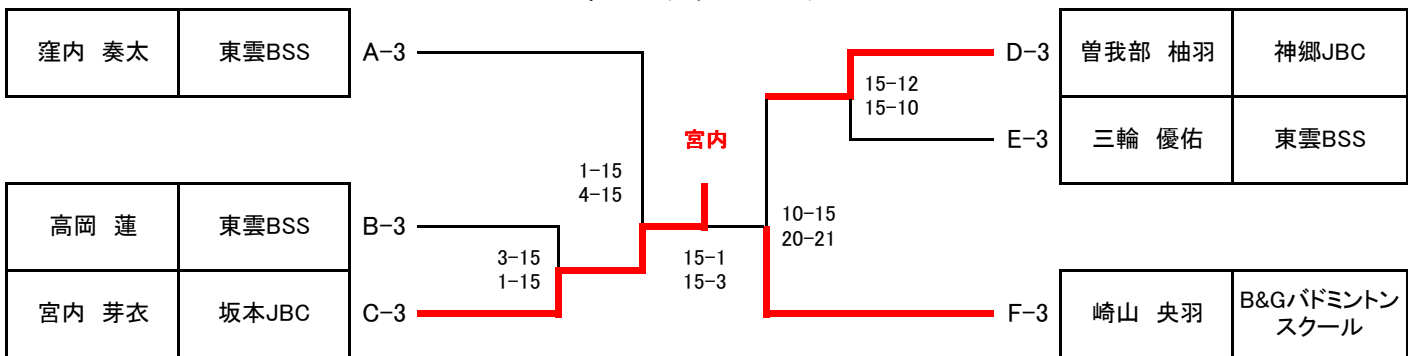 窪内 奏太 東雲BSS A-3
高岡 蓮 東雲BSS B-3
宮内 芽衣 坂本JBC C-3
1-15
4-15
3-15
1-15
宮内
15-1
15-3
15-12
15-10
10-15
20-21
D-3 曽我部 柚羽 神郷JBC
E-3 三輪 優佑 東雲BSS
F-3 崎山 央羽 B&Gバドミントン
スクール